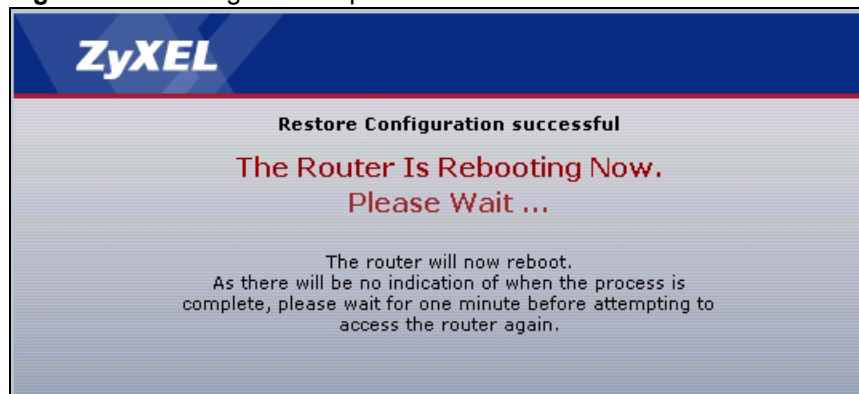 ZyXEL
Restore Configuration successful
The Router Is Rebooting Now.
Please Wait ...
The router will now reboot.
As there will be no indication of when the process is
complete, please wait for one minute before attempting to
access the router again.